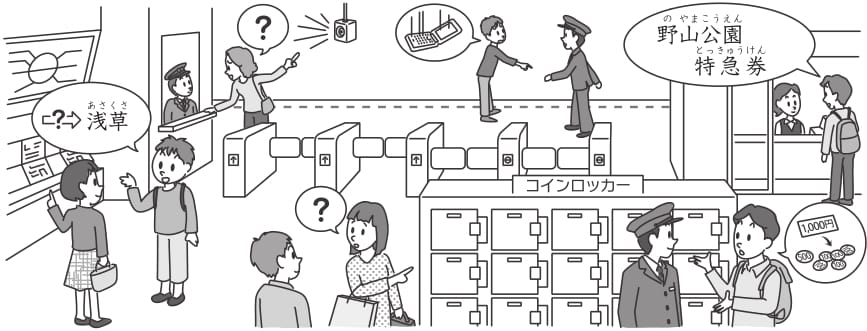 ?
の やまこうえん
野山公園
とっきゅうけん
特急券
あさくさ
?浅草
?
コインロッカー
1,000円
500
100
100